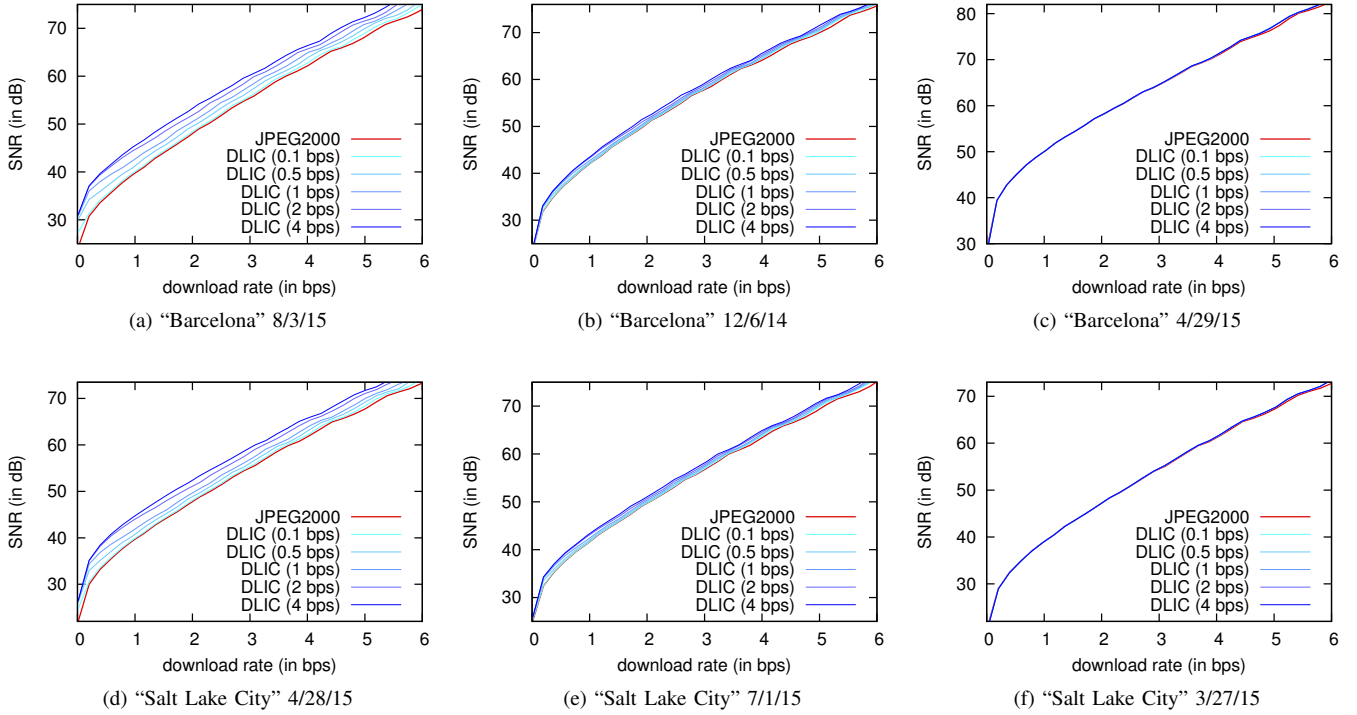 70
60
50
40
30
SNR (in dB)
JPEG2000
DLIC (0.1 bps)
DLIC (0.5 bps)
DLIC (1 bps)
DLIC (2 bps)
DLIC (4 bps)
0 1 2 3 4 5 6
download rate (in bps)
(a) “Barcelona” 8/3/15
70
60
50
40
30
SNR (in dB)
JPEG2000
DLIC (0.1 bps)
DLIC (0.5 bps)
DLIC (1 bps)
DLIC (2 bps)
DLIC (4 bps)
0 1 2 3 4 5 6
download rate (in bps)
(b) “Barcelona” 12/6/14
80
70
60
50
40
30
SNR (in dB)
JPEG2000
DLIC (0.1 bps)
DLIC (0.5 bps)
DLIC (1 bps)
DLIC (2 bps)
DLIC (4 bps)
0 1 2 3 4 5 6
download rate (in bps)
(c) “Barcelona” 4/29/15
70
60
50
40
30
SNR (in dB)
JPEG2000
DLIC (0.1 bps)
DLIC (0.5 bps)
DLIC (1 bps)
DLIC (2 bps)
DLIC (4 bps)
0 1 2 3 4 5 6
download rate (in bps)
(d) “Salt Lake City” 4/28/15
70
60
50
40
30
SNR (in dB)
JPEG2000
DLIC (0.1 bps)
DLIC (0.5 bps)
DLIC (1 bps)
DLIC (2 bps)
DLIC (4 bps)
0 1 2 3 4 5 6
download rate (in bps)
(e) “Salt Lake City” 7/1/15
70
60
50
40
30
SNR (in dB)
JPEG2000
DLIC (0.1 bps)
DLIC (0.5 bps)
DLIC (1 bps)
DLIC (2 bps)
DLIC (4 bps)
0 1 2 3 4 5 6
download rate (in bps)
(f) “Salt Lake City” 3/27/15